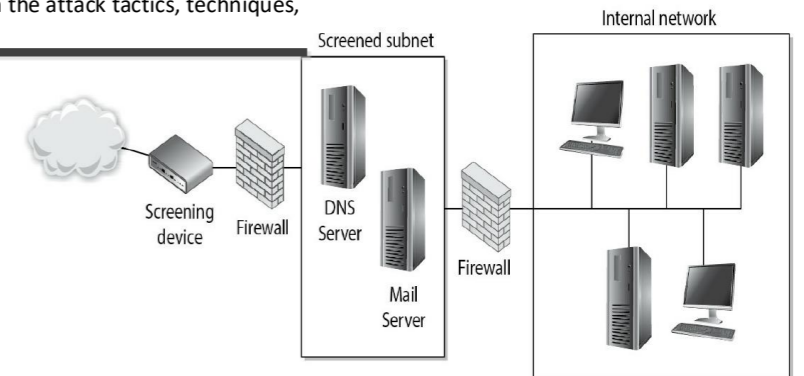 the attack tactics, techniques,
Internal network
Screened subnet
Screening
device
Firewall
DNS
Server
Mail
Server
Firewall